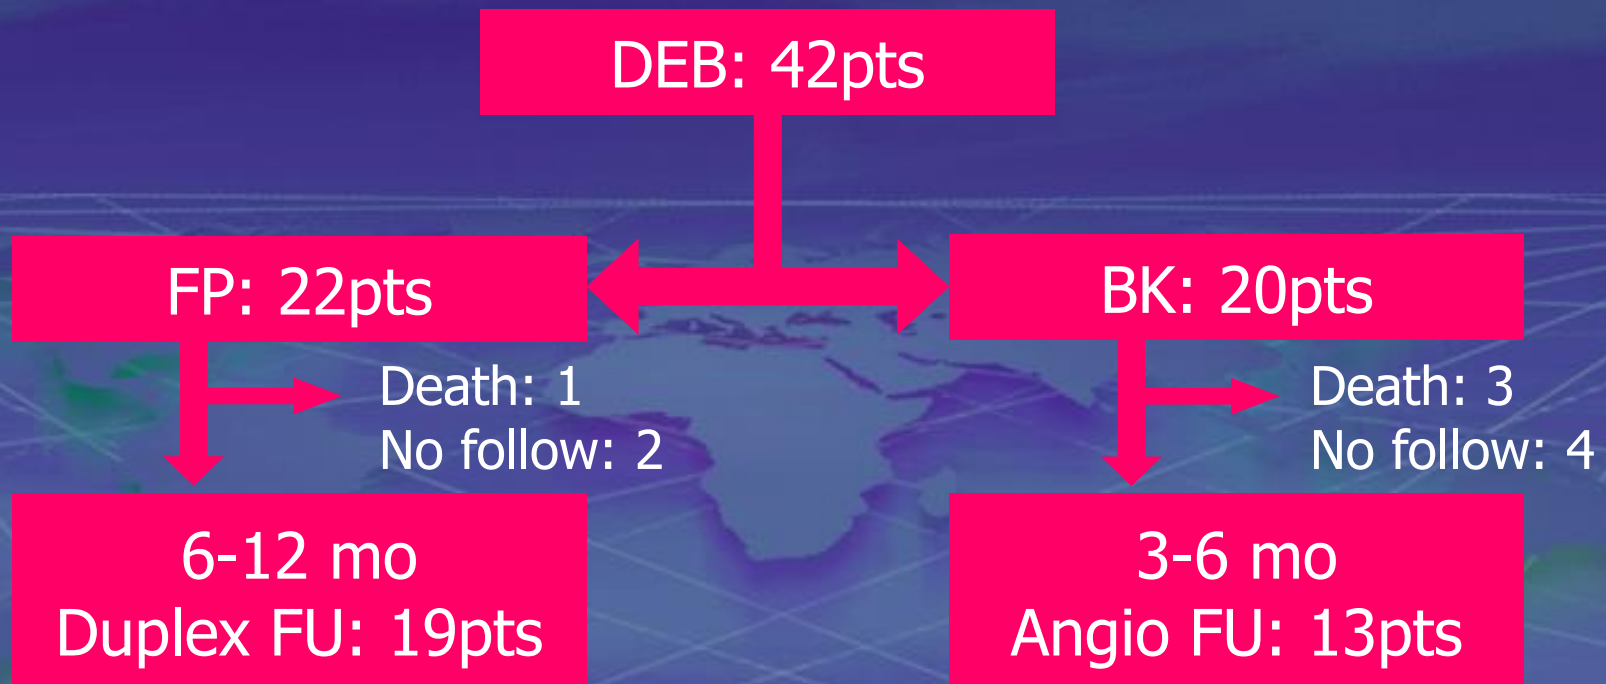 DEB: 42pts
FP: 22pts
BK: 20pts
Death: 1
No follow: 2
Death: 3
No follow: 4
6-12 mo
Duplex FU: 19pts
3-6 mo
Angio FU: 13pts